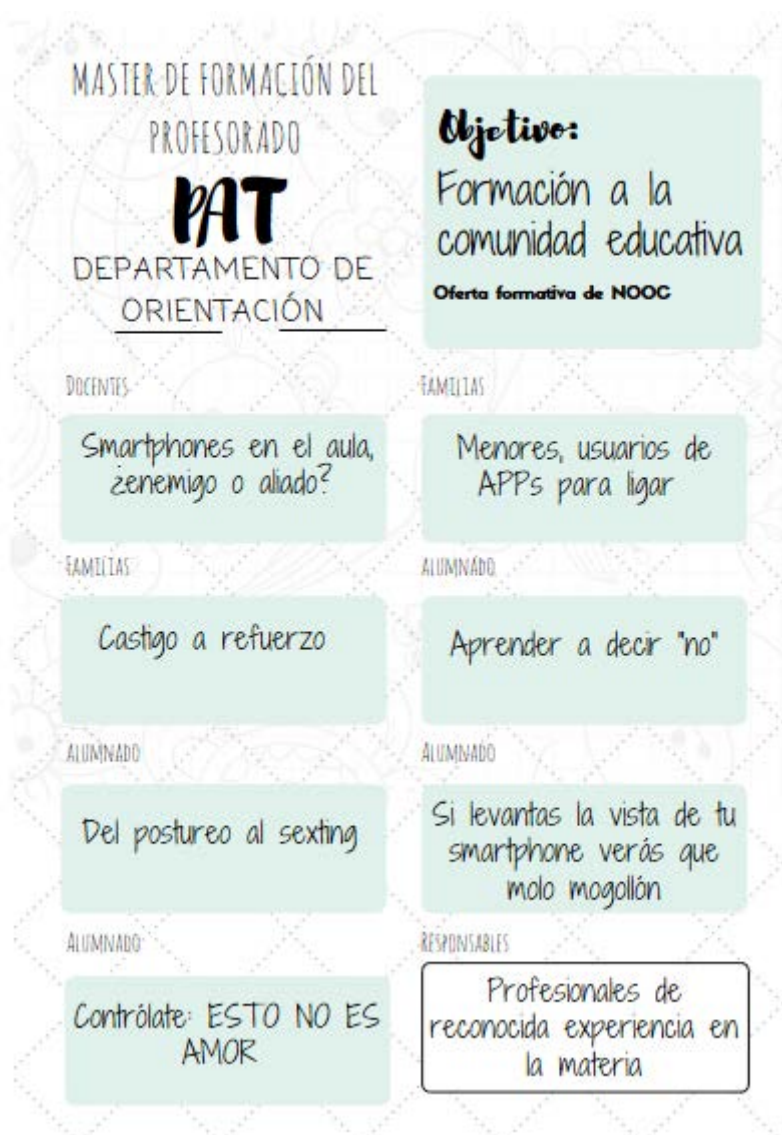 MASTER DE FORMACIÓN DEL
PROFESORADO
PAT
DEPARTAMENTO DE
ORIENTACIÓN
Objetivo:
Formación a la
comunidad educativa
Oferta formativa de NOOC
DOCENTES
Smartphones en el aula,
¿enemigo o aliado?
FAMILIAS
Menores, usuarios de
APPs para ligar
FAMILIAS
Castigo a refuerzo
ALUMNADO
Aprender a decir "no"
ALUMNADO
Del postureo al sexting
ALUMNADO
Si levantas la vista de tu
smartphone verás que
molo mogollón
ALUMNADO
Contrólate: ESTO NO ES
AMOR
RESPONSABLES
Profesionales de
reconocida experiencia en
la materia